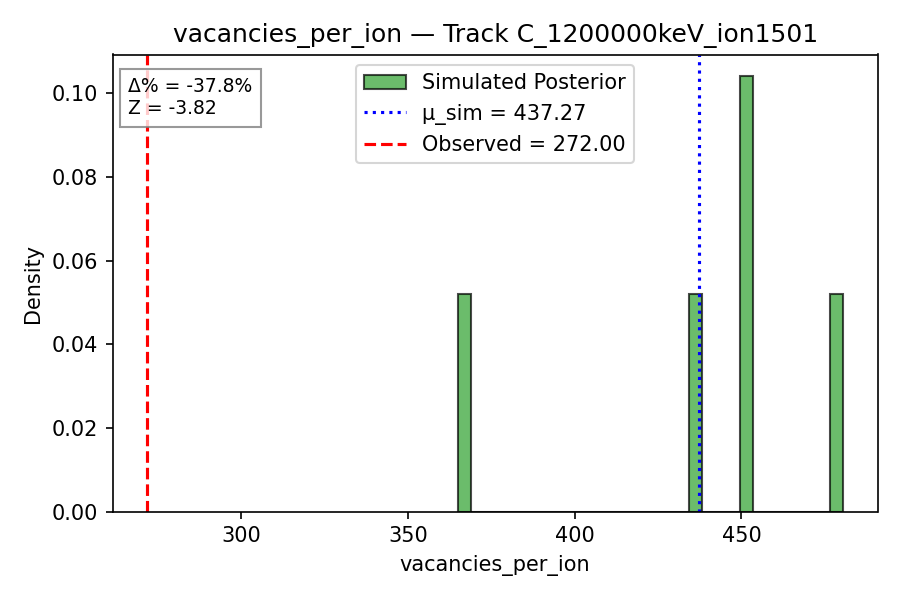 vacancies_per_ion — Track C_1200000keV_ion1501
Δ% = -37.8%
Z = -3.82
Simulated Posterior
μ_sim = 437.27
Observed = 272.00
Density
0.10
0.08
0.06
0.04
0.02
0.00
300
350
400
450
vacancies_per_ion